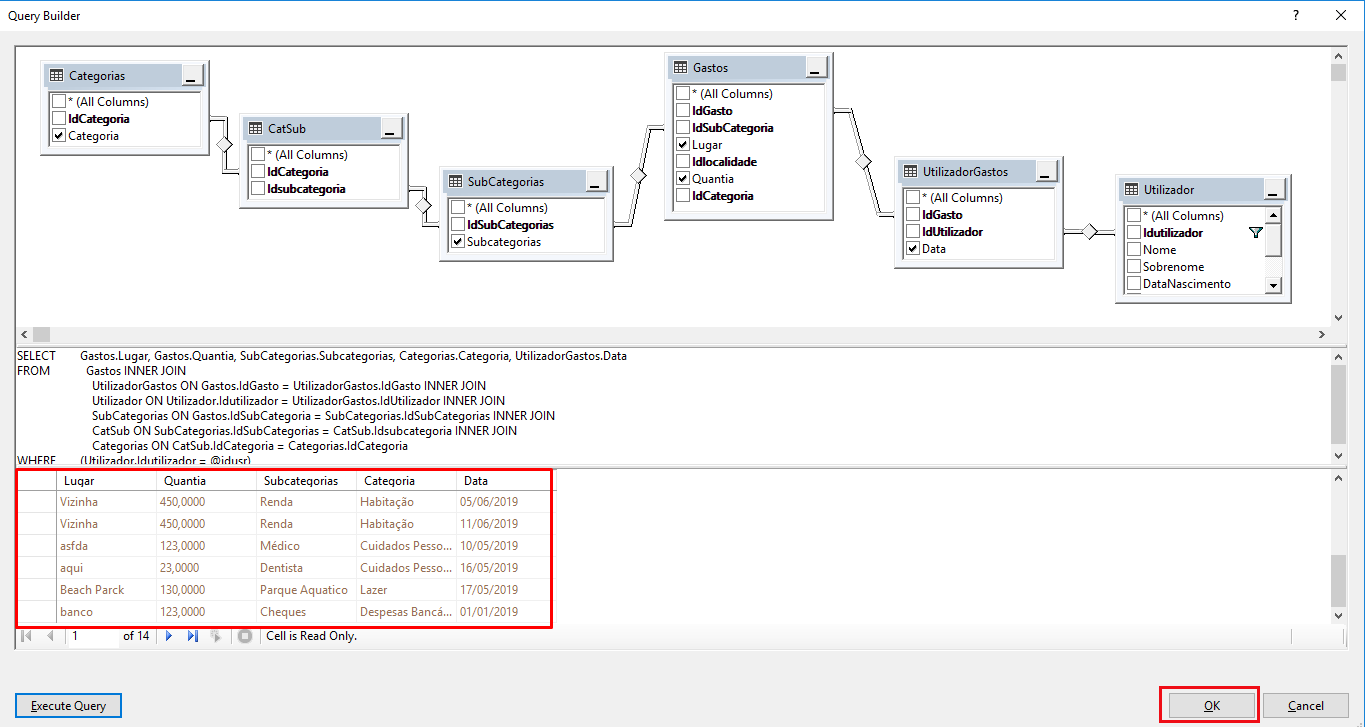 Query Builder
?
Categorias
* (All Columns)
IdCategoria
Categoria
CatSub
* (All Columns)
IdCategoria
Idsubcategoria
SubCategorias
* (All Columns)
IdSubCategorias
Subcategorias
Gastos
* (All Columns)
IdGasto
IdSubCategoria
Lugar
Idlocalidade
Quantia
IdCategoria
UtilizadorGastos
* (All Columns)
IdGasto
IdUtilizador
Data
Utilizador
* (All Columns)
Idutilizador
Nome
Sobrenome
DataNascimento
SELECT Gastos.Lugar, Gastos.Quantia, SubCategorias.Subcategorias, Categorias.Categoria, UtilizadorGastos.Data
FROM Gastos INNER JOIN
UtilizadorGastos ON Gastos.IdGasto = UtilizadorGastos.IdGasto INNER JOIN
Utilizador ON Utilizador.Idutilizador = UtilizadorGastos.IdUtilizador INNER JOIN
SubCategorias ON Gastos.IdSubCategoria = SubCategorias.IdSubCategorias INNER JOIN
CatSub ON SubCategorias.IdSubCategorias = CatSub.Idsubcategoria INNER JOIN
Categorias ON CatSub.IdCategoria = Categorias.IdCategoria
WHERE (Utilizador.Idutilizador = @idusr)
Lugar Quantia Subcategorias Categoria Data
Vizinha 450,0000 Renda Habitação 05/06/2019
Vizinha 450,0000 Renda Habitação 11/06/2019
asfda 123,0000 Médico Cuidados Pesso... 10/05/2019
aqui 23,0000 Dentista Cuidados Pesso... 16/05/2019
Beach Parck 130,0000 Parque Aquatico Lazer 17/05/2019
banco 123,0000 Cheques Despesas Bancá... 01/01/2019
1 of 14 Cell is Read Only.
Execute Query OK Cancel